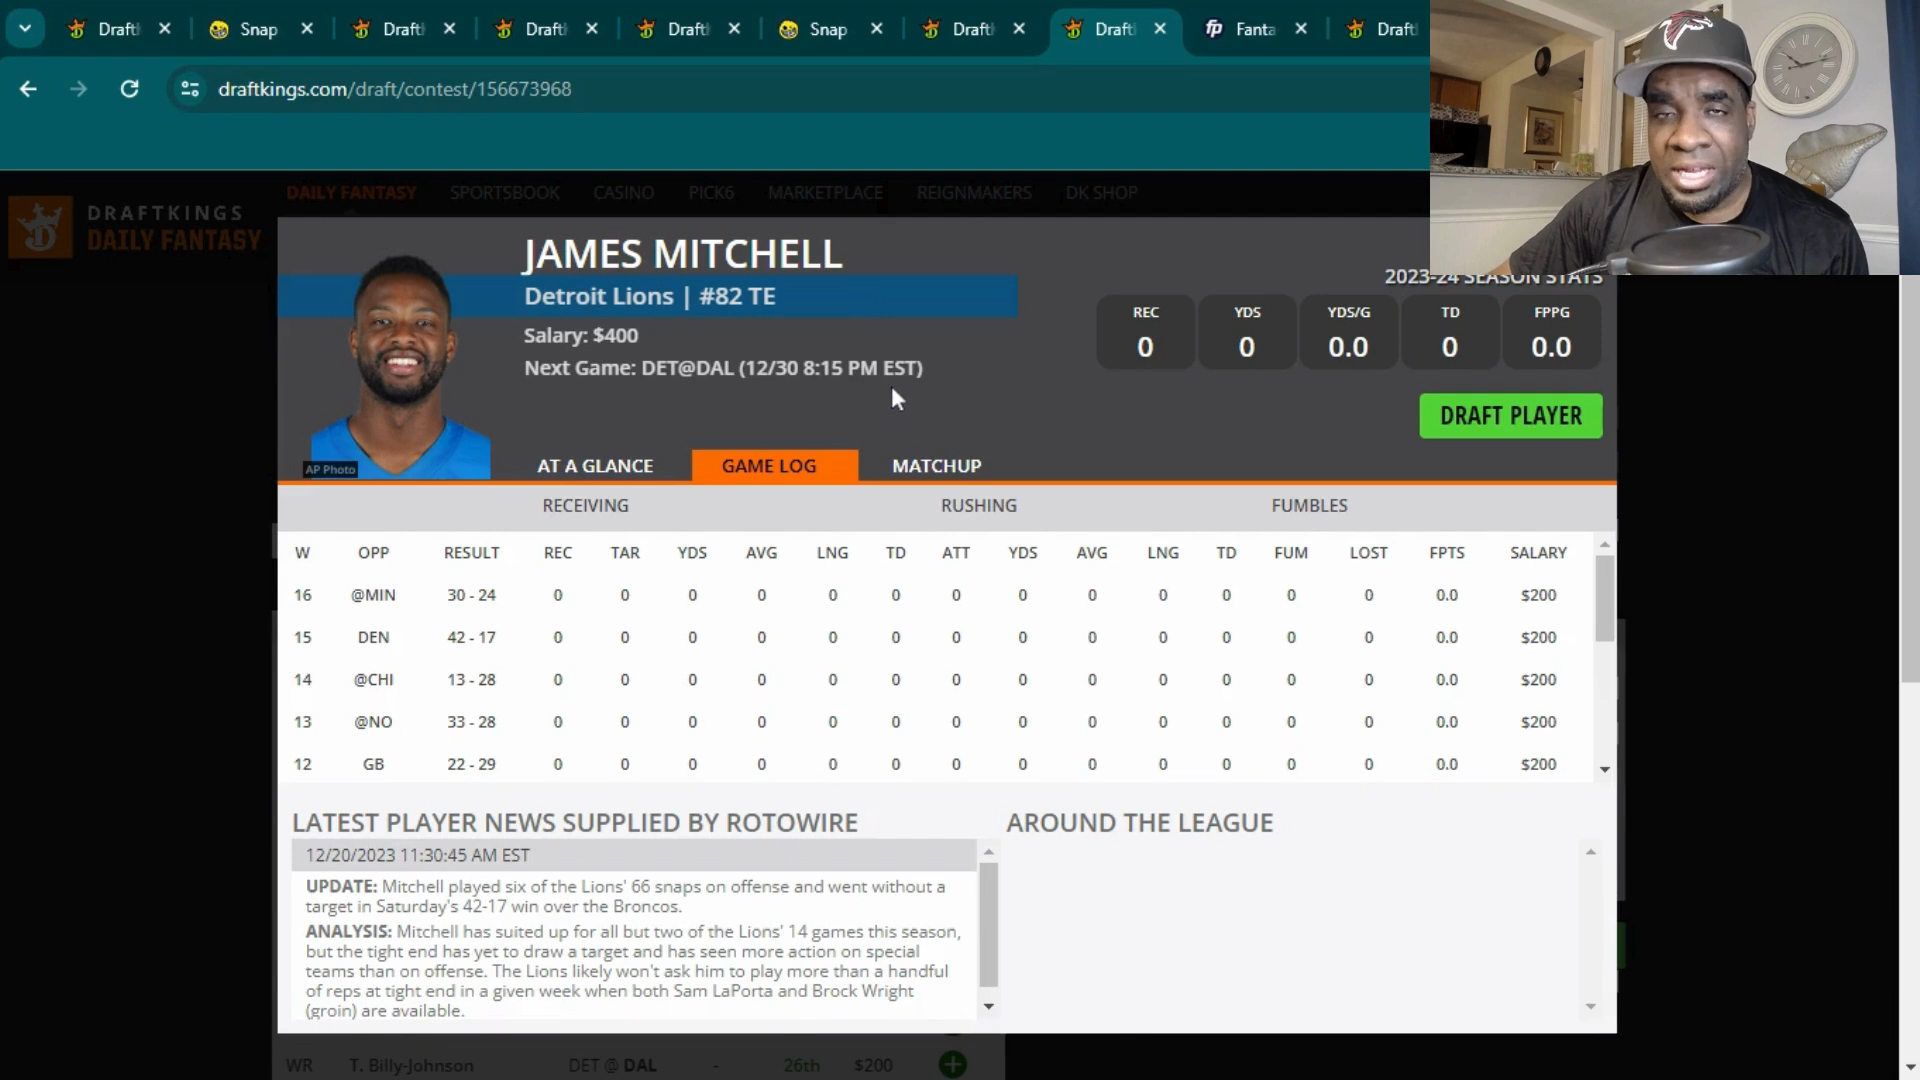 Draft
Snap
Draft
Draft
Draft
Snap
Draft
Draft
Fanta
Draft
draftkings.com/draft/contest/156673968
DRAFTKINGS
DAILY FANTASY
DAILY FANTASY
SPORTSBOOK
CASINO
PICK6
MARKETPLACE
REIGNMAKERS
DK SHOP
JAMES MITCHELL
Detroit Lions | #82 TE
Salary: $400
Next Game: DET@DAL (12/30 8:15 PM EST)
AP Photo
2023-24 SEASON STATS
REC YDS YDS/G TD FPPG
0 0 0.0 0 0.0
DRAFT PLAYER
AT A GLANCE GAME LOG MATCHUP
RECEIVING RUSHING FUMBLES
W OPP RESULT REC TAR YDS AVG LNG TD ATT YDS AVG LNG TD FUM LOST FPTS SALARY
16 @MIN 30 - 24 0 0 0 0 0 0 0 0 0 0 0 0 0 0.0 $200
15 DEN 42 - 17 0 0 0 0 0 0 0 0 0 0 0 0 0 0.0 $200
14 @CHI 13 - 28 0 0 0 0 0 0 0 0 0 0 0 0 0 0.0 $200
13 @NO 33 - 28 0 0 0 0 0 0 0 0 0 0 0 0 0 0.0 $200
12 GB 22 - 29 0 0 0 0 0 0 0 0 0 0 0 0 0 0.0 $200
LATEST PLAYER NEWS SUPPLIED BY ROTOWIRE
12/20/2023 11:30:45 AM EST
UPDATE: Mitchell played six of the Lions' 66 snaps on offense and went without a
target in Saturday's 42-17 win over the Broncos.
ANALYSIS: Mitchell has suited up for all but two of the Lions' 14 games this season,
but the tight end has yet to draw a target and has seen more action on special
teams than on offense. The Lions likely won't ask him to play more than a handful
of reps at tight end in a given week when both Sam LaPorta and Brock Wright
(groin) are available.
AROUND THE LEAGUE
WR T. Billy-Johnson DET @ DAL - 26th $200